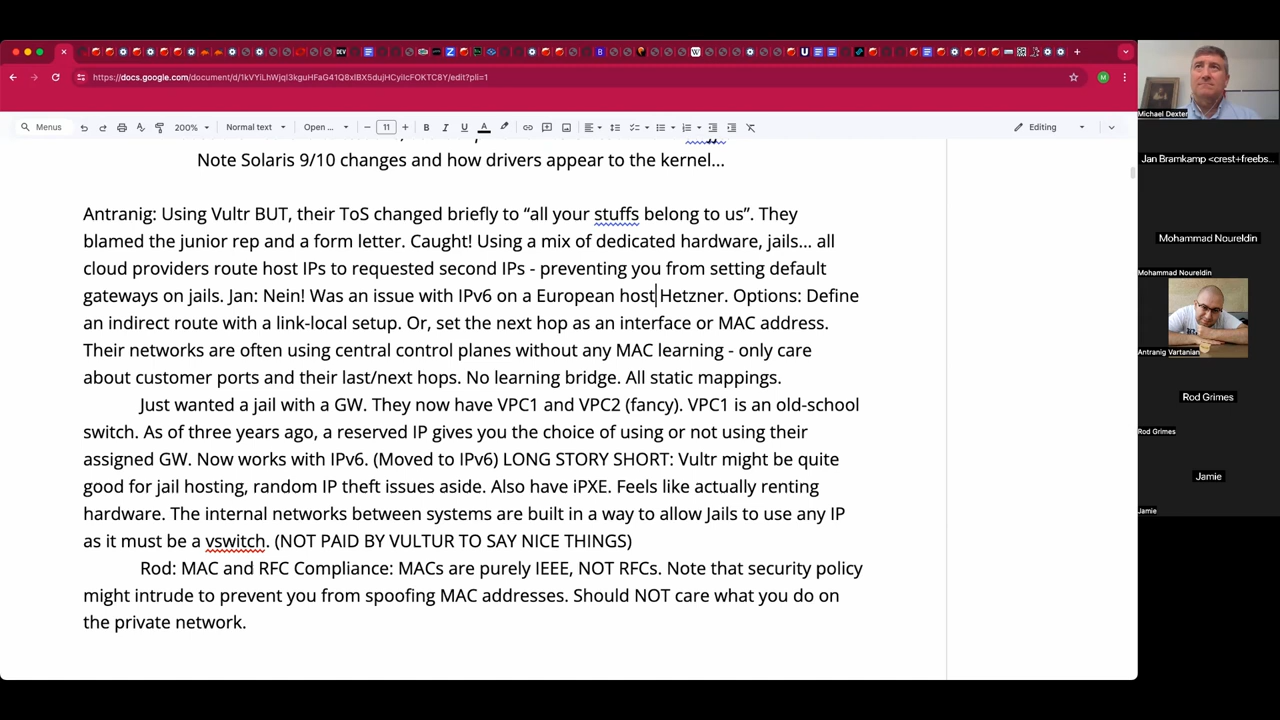 https://docs.google.com/document/d/1kVYiLhWjqI3kguHFaG41Q8xIBX5dujHCyiIcFOKTC8Y/edit?pli=1
Menus
200%
Normal text
Open ...
11
Editing
Note Solaris 9/10 changes and how drivers appear to the kernel...
Antranig: Using Vultr BUT, their ToS changed briefly to “all your stuffs belong to us”. They
blamed the junior rep and a form letter. Caught! Using a mix of dedicated hardware, jails... all
cloud providers route host IPs to requested second IPs - preventing you from setting default
gateways on jails. Jan: Nein! Was an issue with IPv6 on a European host Hetzner. Options: Define
an indirect route with a link-local setup. Or, set the next hop as an interface or MAC address.
Their networks are often using central control planes without any MAC learning - only care
about customer ports and their last/next hops. No learning bridge. All static mappings.
Just wanted a jail with a GW. They now have VPC1 and VPC2 (fancy). VPC1 is an old-school
switch. As of three years ago, a reserved IP gives you the choice of using or not using their
assigned GW. Now works with IPv6. (Moved to IPv6) LONG STORY SHORT: Vultr might be quite
good for jail hosting, random IP theft issues aside. Also have iPXE. Feels like actually renting
hardware. The internal networks between systems are built in a way to allow Jails to use any IP
as it must be a vswitch. (NOT PAID BY VULTUR TO SAY NICE THINGS)
Rod: MAC and RFC Compliance: MACs are purely IEEE, NOT RFCs. Note that security policy
might intrude to prevent you from spoofing MAC addresses. Should NOT care what you do on
the private network.
Michael Dexter
Jan Bramkamp <crest+freebs...
Mohammad Noureldin
Mohammad Noureldin
Antranig Vartanian
Rod Grimes
Rod Grimes
Jamie
Jamie